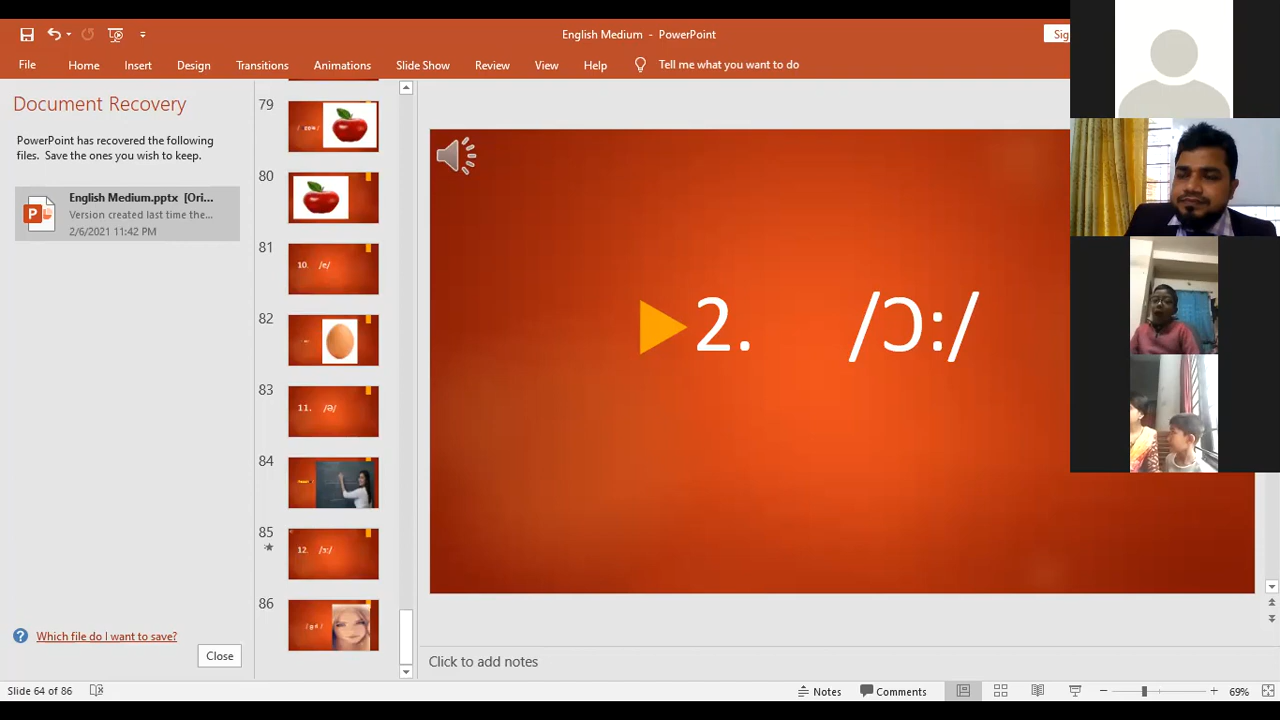 English Medium - PowerPoint
Sig
File Home Insert Design Transitions Animations Slide Show Review View Help Tell me what you want to do
Document Recovery
PowerPoint has recovered the following
files. Save the ones you wish to keep.
English Medium.pptx [Ori...
Version created last time the...
2/6/2021 11:42 PM
Which file do I want to save?
Close
79
80
81
10. /e/
82
83
11. /ə/
84
85
12. /ɔ:/
86
2. /ɔ:/
Click to add notes
Slide 64 of 86
Notes Comments 69%